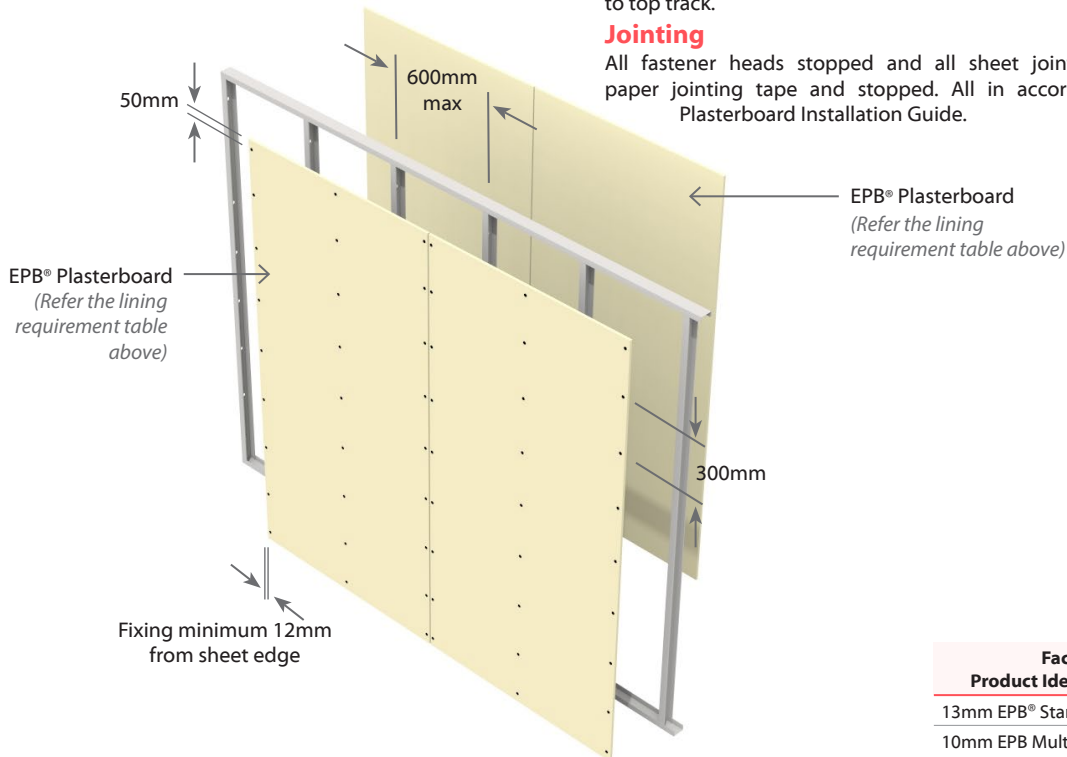 to top track.
Jointing
All fastener heads stopped and all sheet join
paper jointing tape and stopped. All in accor
Plasterboard Installation Guide.
600mm
max
50mm
EPB® Plasterboard
(Refer the lining
requirement table above)
EPB® Plasterboard
(Refer the lining
requirement table
above)
300mm
Fixing minimum 12mm
from sheet edge
Fac
Product Ide
13mm EPB® Star
10mm EPB Mult